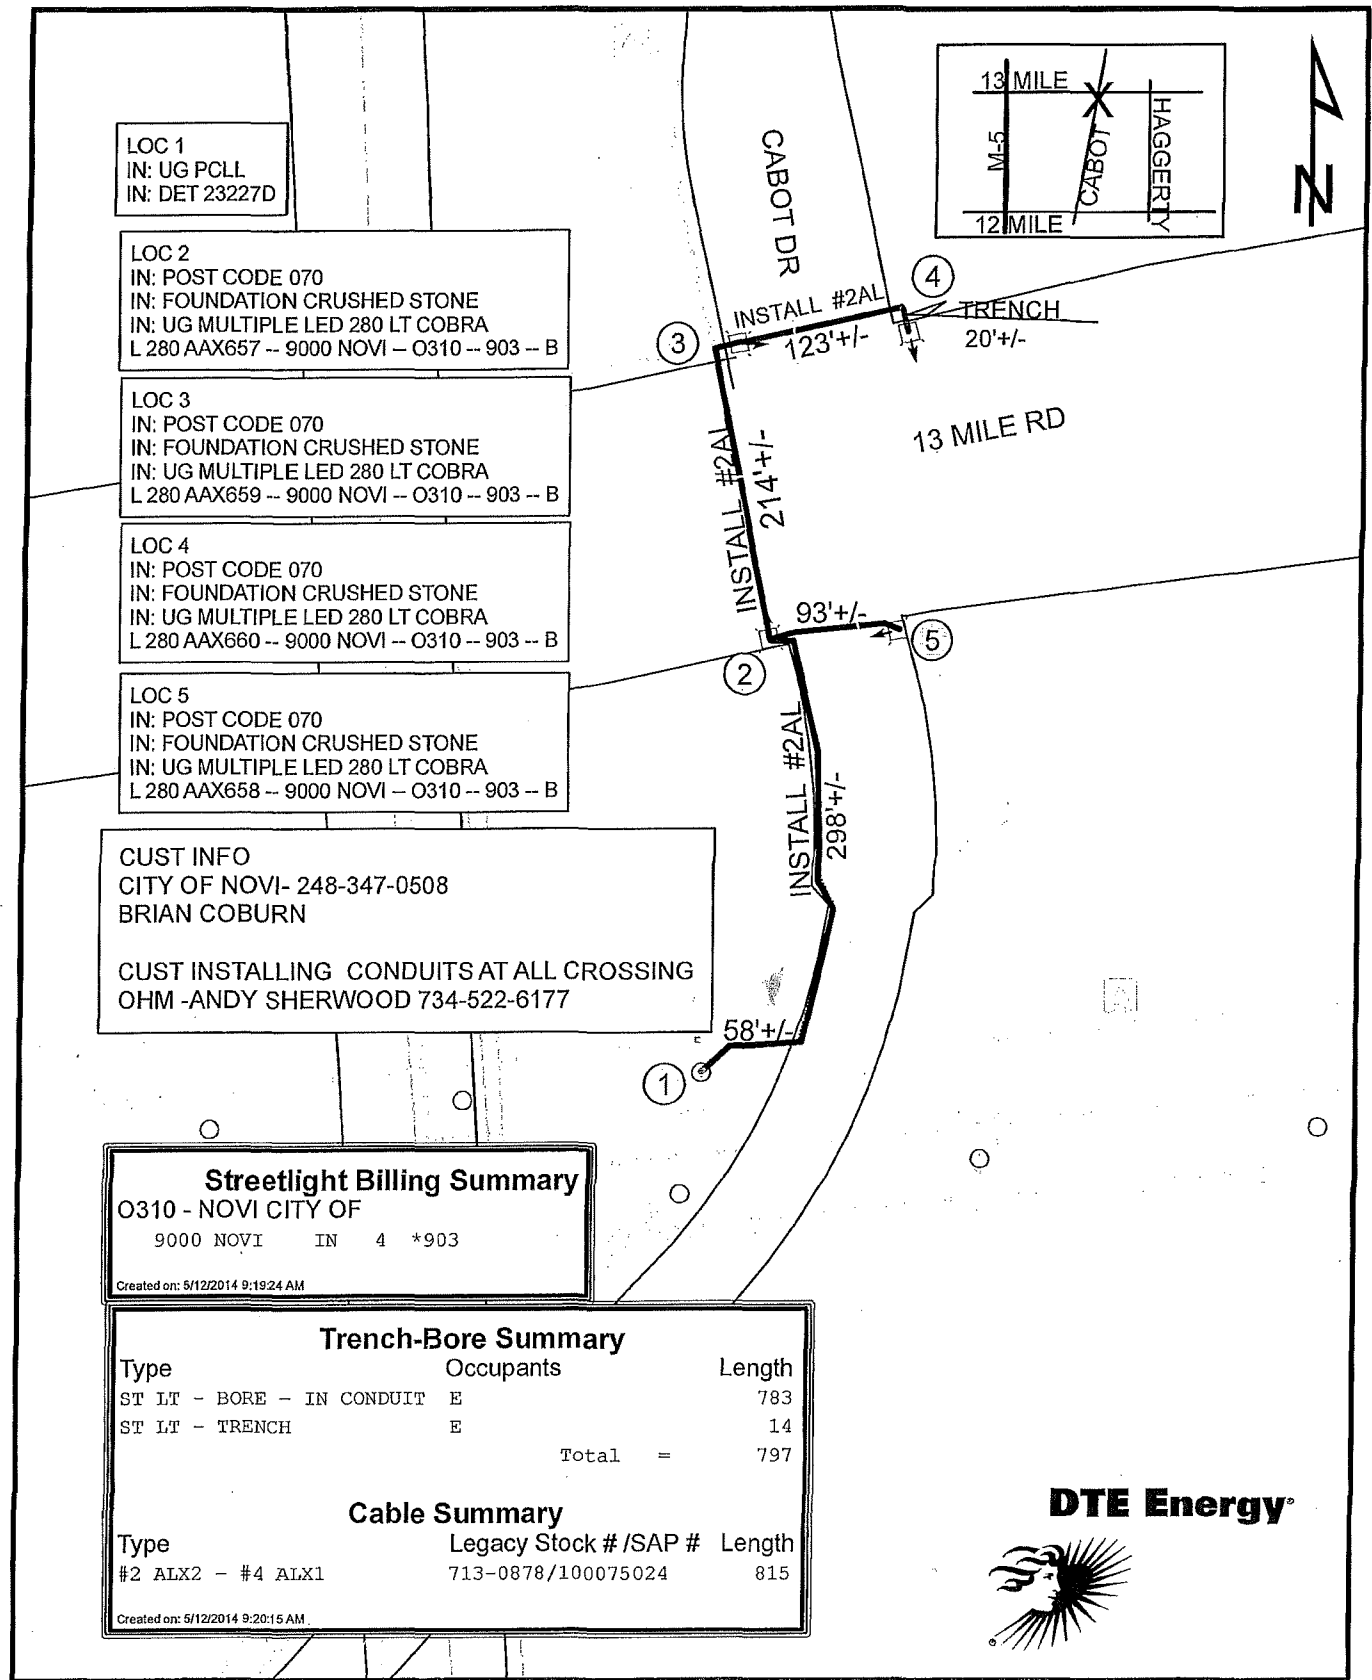 LOC 1
IN: UG PCLL
IN: DET 23227D
LOC 2
IN: POST CODE 070
IN: FOUNDATION CRUSHED STONE
IN: UG MULTIPLE LED 280 LT COBRA
L 280 AAX657 -- 9000 NOVI -- O310 -- 903 -- B
LOC 3
IN: POST CODE 070
IN: FOUNDATION CRUSHED STONE
IN: UG MULTIPLE LED 280 LT COBRA
L 280 AAX659 -- 9000 NOVI -- O310 -- 903 -- B
LOC 4
IN: POST CODE 070
IN: FOUNDATION CRUSHED STONE
IN: UG MULTIPLE LED 280 LT COBRA
L 280 AAX660 -- 9000 NOVI -- O310 -- 903 -- B
LOC 5
IN: POST CODE 070
IN: FOUNDATION CRUSHED STONE
IN: UG MULTIPLE LED 280 LT COBRA
L 280 AAX658 -- 9000 NOVI -- O310 -- 903 -- B
CUST INFO
CITY OF NOVI- 248-347-0508
BRIAN COBURN
CUST INSTALLING CONDUITS AT ALL CROSSING
OHM -ANDY SHERWOOD 734-522-6177
13 MILE
M-5
CABOT
X
HAGGERTY
12 MILE
N
CABOT DR
4
INSTALL #2AL
TRENCH
3
123'+/-
20'+/-
13 MILE RD
INSTALL #2AL
214'+/-
93'+/-
5
2
INSTALL #2AL
298'+/-
58'+/-
1
Streetlight Billing Summary
O310 - NOVI CITY OF
9000 NOVI IN 4 *903
Created on: 5/12/2014 9:19:24 AM
Trench-Bore Summary
Type Occupants Length
ST LT - BORE - IN CONDUIT E 783
ST LT - TRENCH E 14
Total = 797
Cable Summary
Type Legacy Stock # /SAP # Length
#2 ALX2 - #4 ALX1 713-0878/100075024 815
Created on: 5/12/2014 9:20:15 AM
DTE Energy®